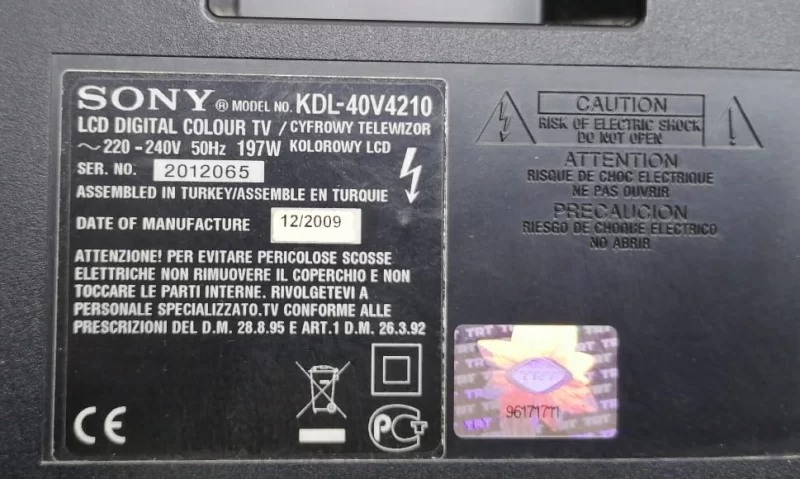 SONY ® MODEL NO. KDL-40V4210
LCD DIGITAL COLOUR TV / CYFROWY TELEWIZOR
~220 - 240V 50Hz 197W KOLOROWY LCD
SER. NO. 2012065
ASSEMBLED IN TURKEY/ASSEMBLE EN TURQUIE
DATE OF MANUFACTURE 12/2009
ATTENZIONE! PER EVITARE PERICOLOSE SCOSSE
ELETTRICHE NON RIMUOVERE IL COPERCHIO E NON
TOCCARE LE PARTI INTERNE. RIVOLGETEVI A
PERSONALE SPECIALIZZATO.TV CONFORME ALLE
PRESCRIZIONI DEL D.M. 28.8.95 E ART.1 D.M. 26.3.92
CE
PCT
CAUTION
RISK OF ELECTRIC SHOCK
DO NOT OPEN
ATTENTION
RISQUE DE CHOC ELECTRIQUE
NE PAS OUVRIR
PRECAUCION
RIESGO DE CHOQUE ELECTRICO
NO ABRIR
TRT
96171711